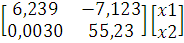 [6,239 −7,123] [x1]
[0,0030 55,23] [x2]